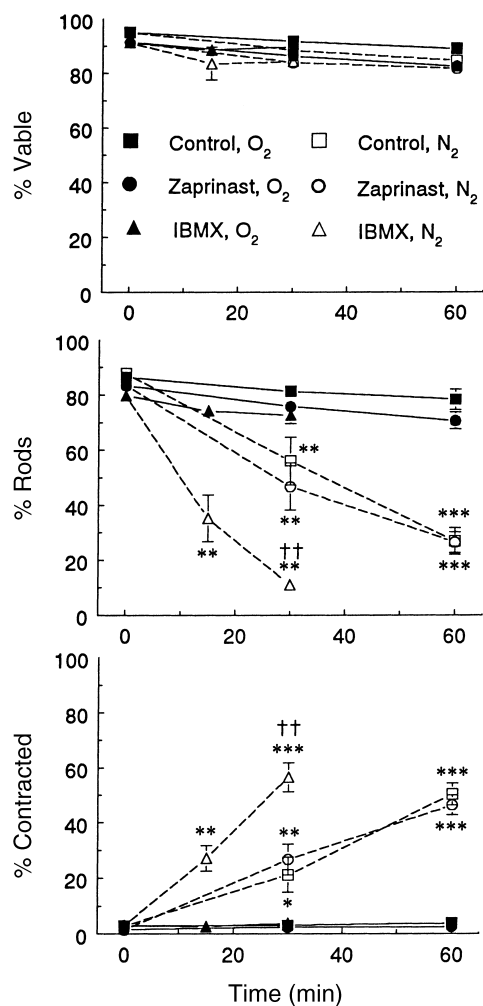 100
80
60
40
20
0
% Vable
Control, O2
Control, N2
Zaprinast, O2
Zaprinast, N2
IBMX, O2
IBMX, N2
0 20 40 60
100
80
60
40
20
0
% Rods
**
**
***
***
**
††
**
0 20 40 60
100
80
60
40
20
0
% Contracted
††
***
**
**
*
***
***
0 20 40 60
Time (min)